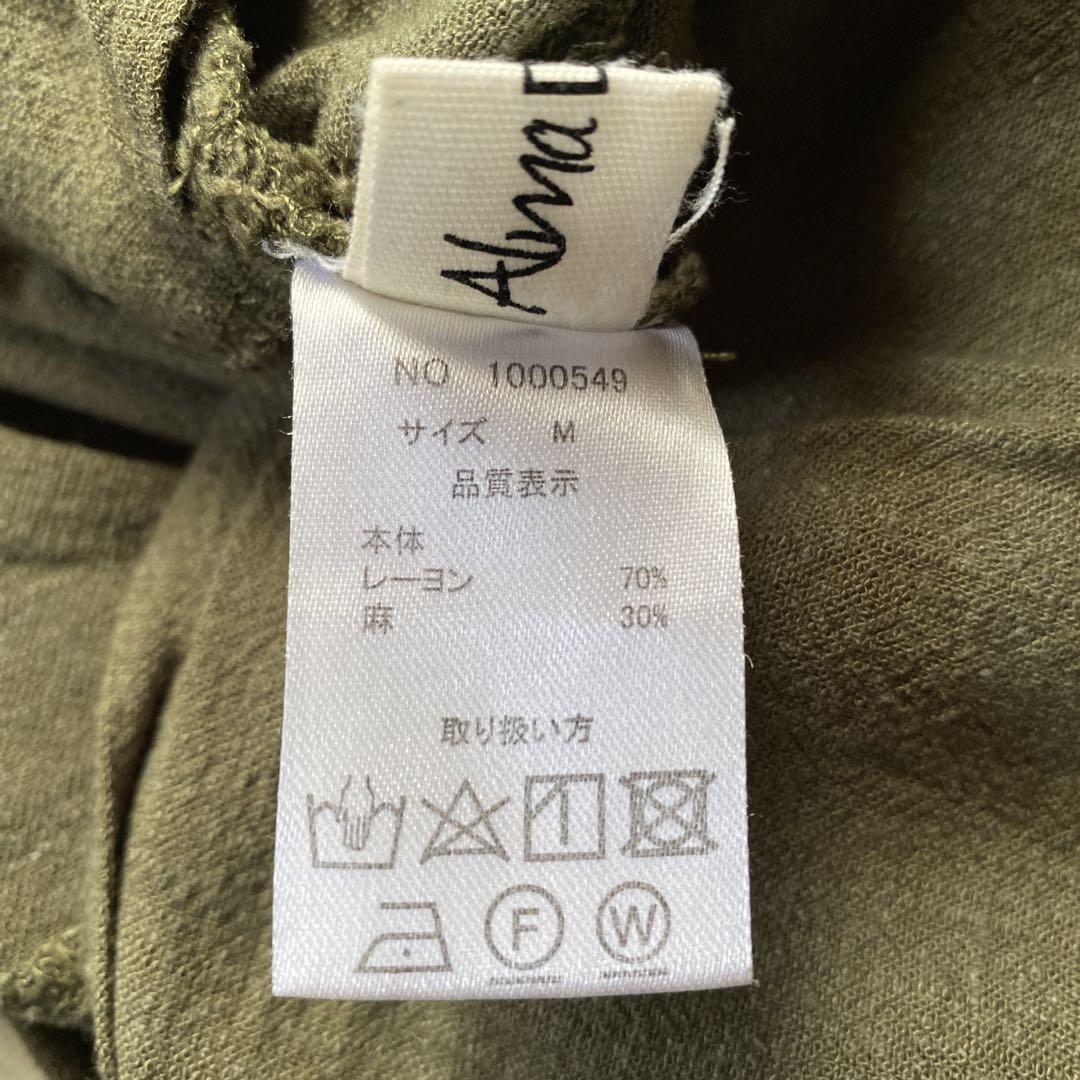 Alma
NO 1000549
サイズ M
品質表示
本体
レーヨン 70%
麻 30%
取り扱い方
F
W